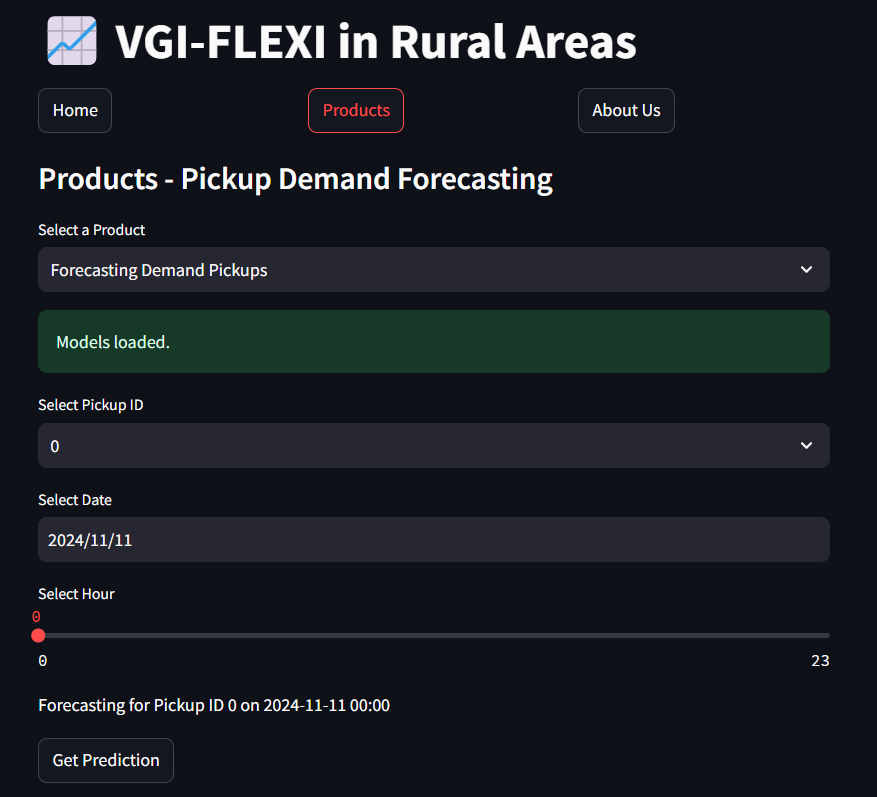 VGI-FLEXI in Rural Areas
Home Products About Us
Products - Pickup Demand Forecasting
Select a Product
Forecasting Demand Pickups
Models loaded.
Select Pickup ID
0
Select Date
2024/11/11
Select Hour
0
0 23
Forecasting for Pickup ID 0 on 2024-11-11 00:00
Get Prediction